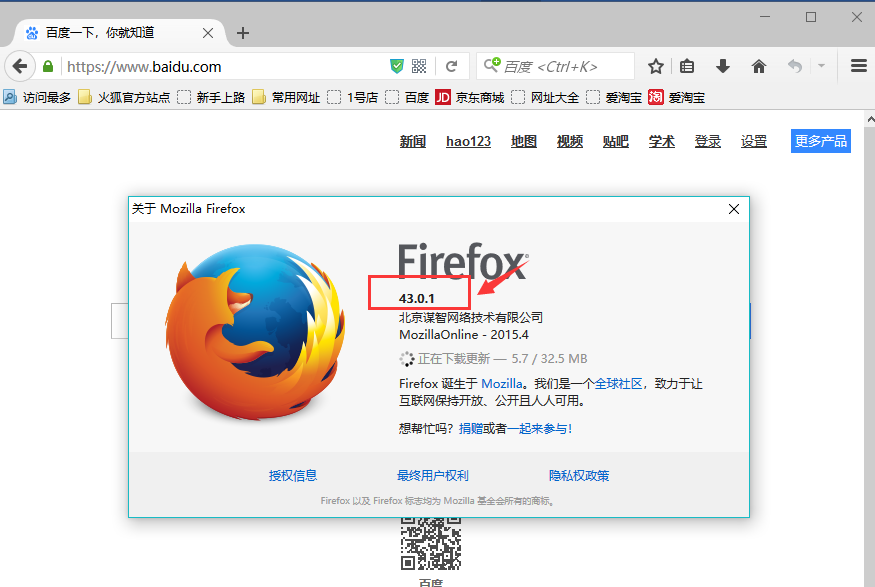 百度一下，你就知道
https://www.baidu.com
百度 <Ctrl+K>
访问最多 火狐官方站点 新手上路 常用网址 1号店 百度 JD 京东商城 网址大全 爱淘宝 淘 爱淘宝
新闻 hao123 地图 视频 贴吧 学术 登录 设置 更多产品
关于 Mozilla Firefox
Firefox
43.0.1
北京谋智网络技术有限公司
MozillaOnline - 2015.4
正在下载更新 — 5.7 / 32.5 MB
Firefox 诞生于 Mozilla。我们是一个全球社区，致力于让
互联网保持开放、公开且人人可用。
想帮忙吗？捐赠或者一起来参与！
授权信息 最终用户权利 隐私权政策
Firefox 以及 Firefox 标志均为 Mozilla 基金会所有的商标。
百度